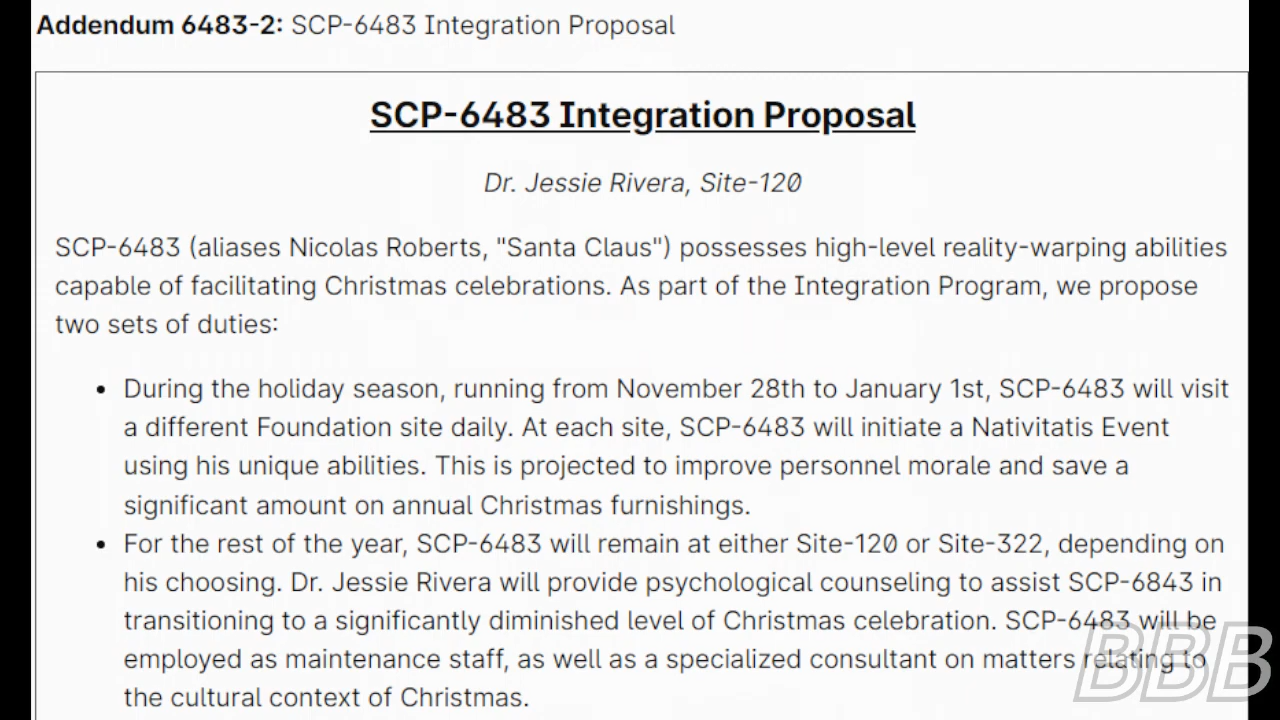 Addendum 6483-2: SCP-6483 Integration Proposal
SCP-6483 Integration Proposal
Dr. Jessie Rivera, Site-120
SCP-6483 (aliases Nicolas Roberts, "Santa Claus") possesses high-level reality-warping abilities
capable of facilitating Christmas celebrations. As part of the Integration Program, we propose
two sets of duties:
• During the holiday season, running from November 28th to January 1st, SCP-6483 will visit
a different Foundation site daily. At each site, SCP-6483 will initiate a Nativitatis Event
using his unique abilities. This is projected to improve personnel morale and save a
significant amount on annual Christmas furnishings.
• For the rest of the year, SCP-6483 will remain at either Site-120 or Site-322, depending on
his choosing. Dr. Jessie Rivera will provide psychological counseling to assist SCP-6843 in
transitioning to a significantly diminished level of Christmas celebration. SCP-6483 will be
employed as maintenance staff, as well as a specialized consultant on matters relating to
the cultural context of Christmas.
BBB